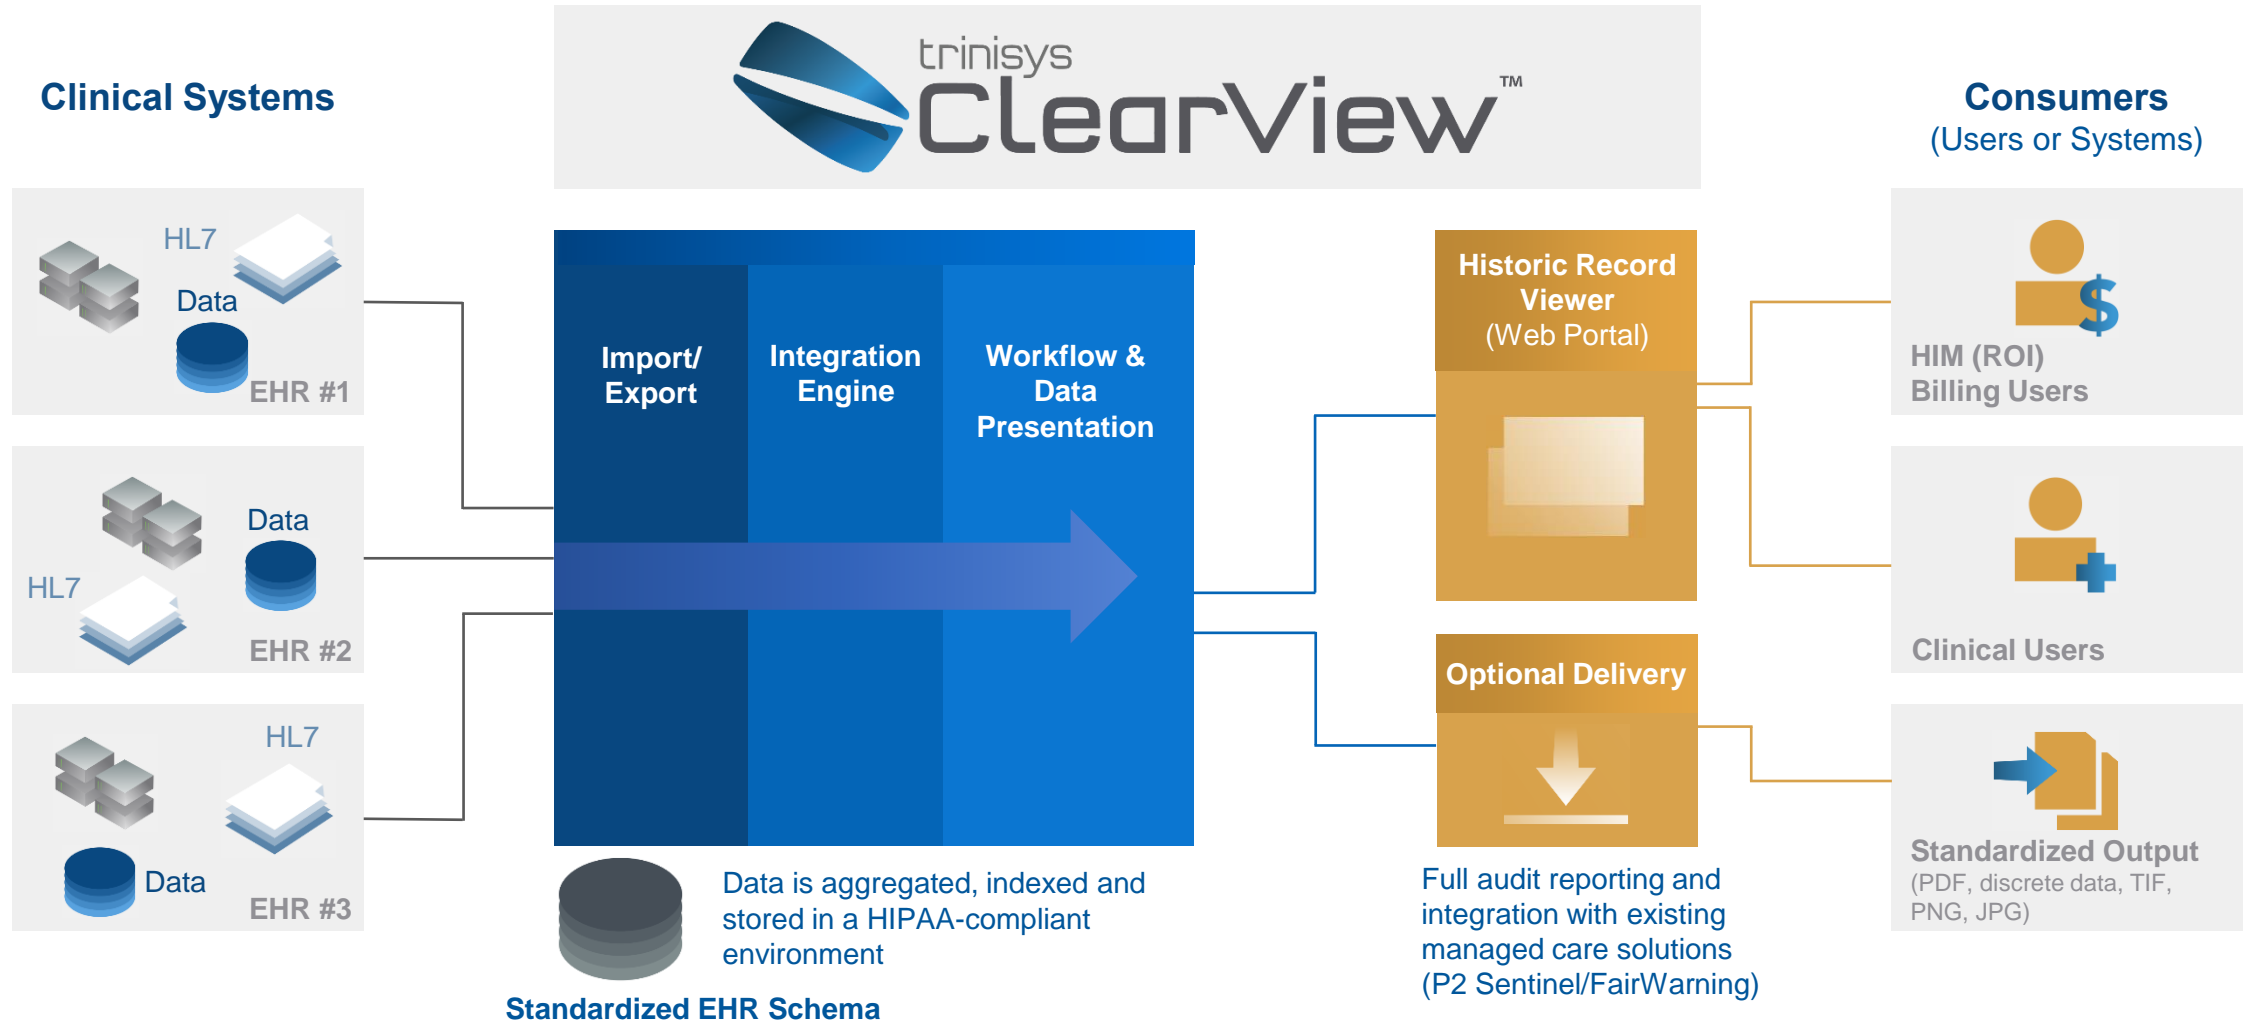 trinisys
ClearView™
Clinical Systems
HL7
Data
EHR #1
Data
HL7
EHR #2
HL7
Data
EHR #3
Import/
Export
Integration
Engine
Workflow &
Data
Presentation
Data is aggregated, indexed and
stored in a HIPAA-compliant
environment
Standardized EHR Schema
Historic Record
Viewer
(Web Portal)
Optional Delivery
Full audit reporting and
integration with existing
managed care solutions
(P2 Sentinel/FairWarning)
Consumers
(Users or Systems)
$
HIM (ROI)
Billing Users
Clinical Users
Standardized Output
(PDF, discrete data, TIF,
PNG, JPG)